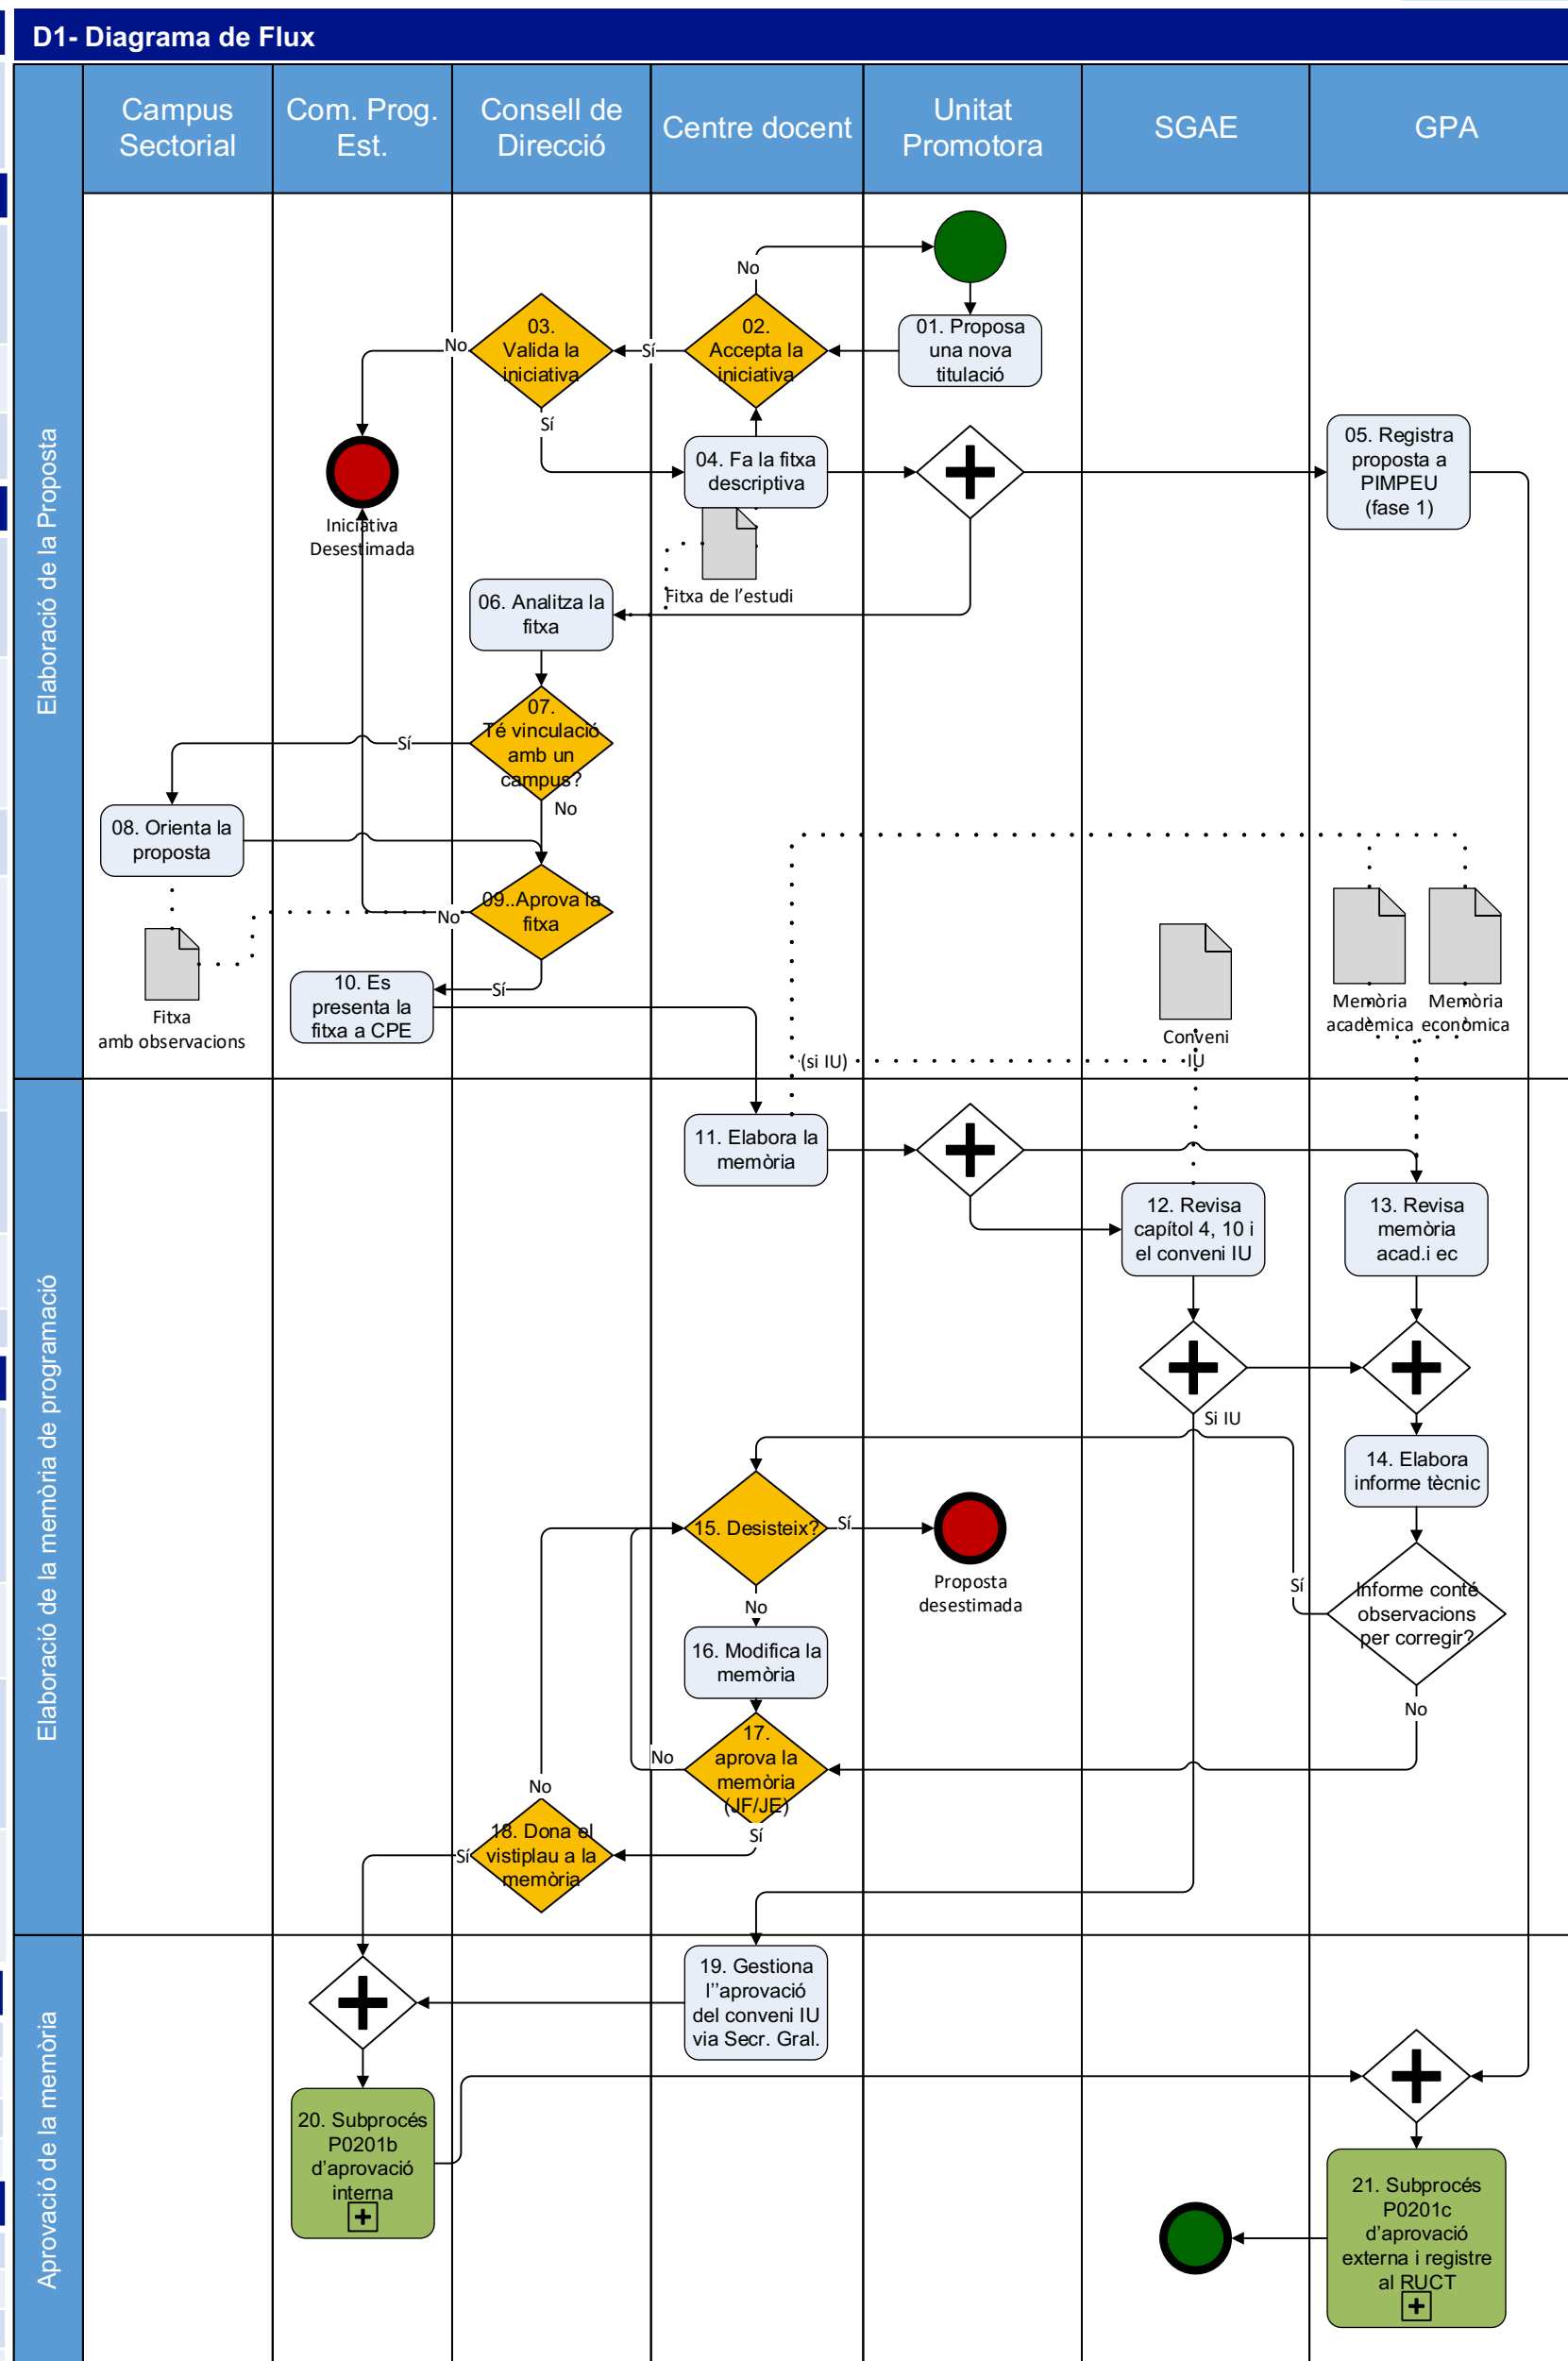 D1- Diagrama de Flux
Campus
Sectorial
Com. Prog.
Est.
Consell de
Direcció
Centre docent
Unitat
Promotora
SGAE
GPA
Elaboració de la Proposta
No
03.
Valida la
iniciativa
02.
Accepta la
iniciativa
01. Proposa
una nova
titulació
No
Sí
Sí
04. Fa la fitxa
descriptiva
05. Registra
proposta a
PIMPEU
(fase 1)
Iniciativa
Desestimada
Fitxa de l’estudi
06. Analitza la
fitxa
07.
Té vinculació
amb un
campus?
Sí
No
08. Orienta la
proposta
09..Aprova la
fitxa
No
Sí
Fitxa
amb observacions
10. Es
presenta la
fitxa a CPE
Conveni
IU
Memòria
acadèmica
Memòria
econòmica
(si IU)
Elaboració de la memòria de programació
11. Elabora la
memòria
12. Revisa
capítol 4, 10 i
el conveni IU
13. Revisa
memòria
acad.i ec
Si IU
14. Elabora
informe tècnic
15. Desisteix?
Sí
Proposta
desestimada
Sí
Informe conté
observacions
per corregir?
No
16. Modifica la
memòria
No
17.
aprova la
memòria
(JF/JE)
No
No
Sí
18. Dona el
vistiplau a la
memòria
Sí
Aprovació de la memòria
19. Gestiona
l’’aprovació
del conveni IU
via Secr. Gral.
20. Subprocés
P0201b
d’aprovació
interna
21. Subprocés
P0201c
d’aprovació
externa i registre
al RUCT